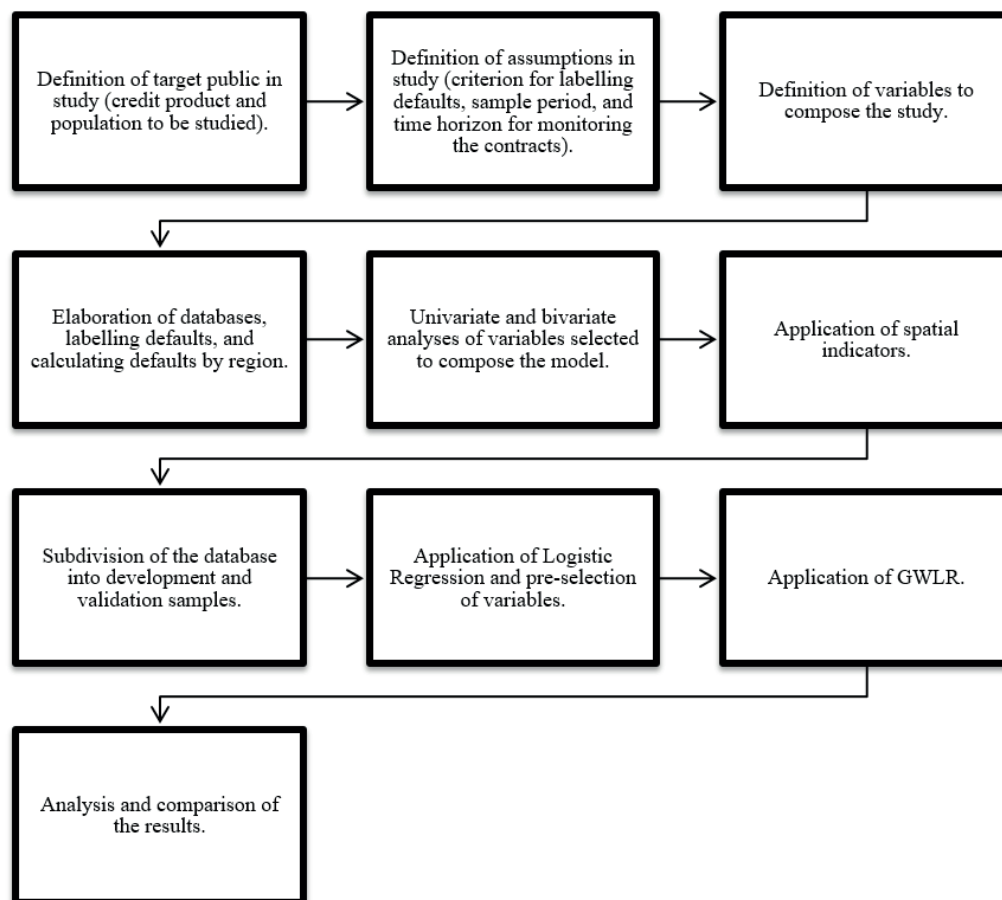 Definition of target public in
study (credit product and
population to be studied).
Definition of assumptions in
study (criterion for labelling
defaults, sample period, and
time horizon for monitoring
the contracts).
Definition of variables to
compose the study.
Elaboration of databases,
labelling defaults, and
calculating defaults by region.
Univariate and bivariate
analyses of variables selected
to compose the model.
Application of spatial
indicators.
Subdivision of the database
into development and
validation samples.
Application of Logistic
Regression and pre-selection
of variables.
Application of GWLR.
Analysis and comparison of
the results.